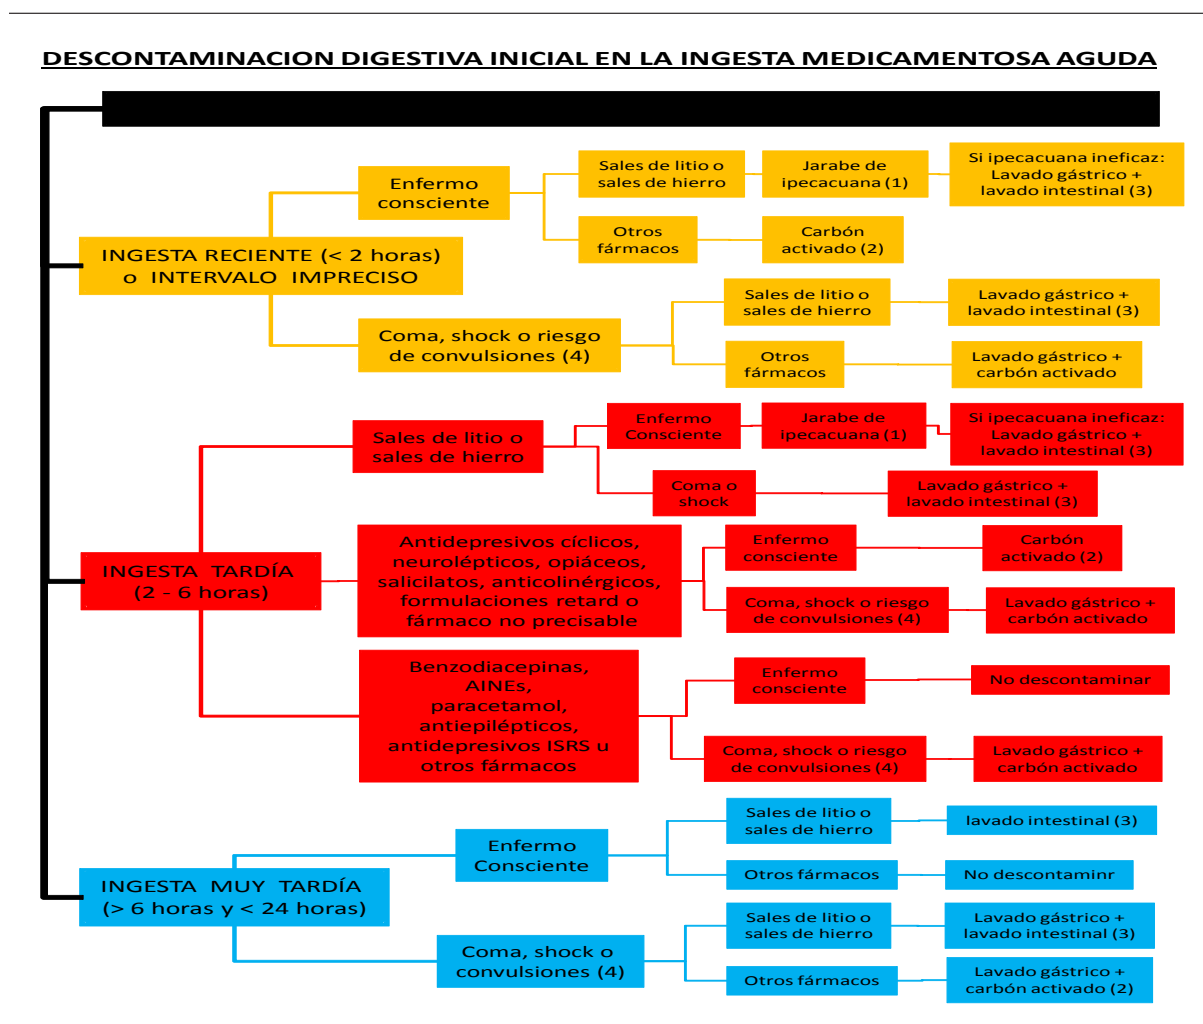 DESCONTAMINACION DIGESTIVA INICIAL EN LA INGESTA MEDICAMENTOSA AGUDA
INGESTA RECIENTE (< 2 horas)
o INTERVALO IMPRECISO
Enfermo
consciente
Sales de litio o
sales de hierro
Jarabe de
ipecacuana (1)
Si ipecacuana ineficaz:
Lavado gástrico +
lavado intestinal (3)
Otros
fármacos
Carbón
activado (2)
Coma, shock o riesgo
de convulsiones (4)
Sales de litio o
sales de hierro
Lavado gástrico +
lavado intestinal (3)
Otros
fármacos
Lavado gástrico +
carbón activado
INGESTA TARDÍA
(2 - 6 horas)
Sales de litio o
sales de hierro
Enfermo
Consciente
Jarabe de
ipecacuana (1)
Si ipecacuana ineficaz:
Lavado gástrico +
lavado intestinal (3)
Coma o
shock
Lavado gástrico +
lavado intestinal (3)
Antidepresivos cíclicos,
neurolépticos, opiáceos,
salicilatos, anticolinérgicos,
formulaciones retard o
fármaco no precisable
Enfermo
consciente
Carbón
activado (2)
Coma, shock o riesgo
de convulsiones (4)
Lavado gástrico +
carbón activado
Benzodiacepinas,
AINEs,
paracetamol,
antiepilépticos,
antidepresivos ISRS u
otros fármacos
Enfermo
consciente
No descontaminar
Coma, shock o riesgo
de convulsiones (4)
Lavado gástrico +
carbón activado
INGESTA MUY TARDÍA
(> 6 horas y < 24 horas)
Enfermo
Consciente
Sales de litio o
sales de hierro
lavado intestinal (3)
Otros fármacos
No descontaminr
Coma, shock o
convulsiones (4)
Sales de litio o
sales de hierro
Lavado gástrico +
lavado intestinal (3)
Otros fármacos
Lavado gástrico +
carbón activado (2)